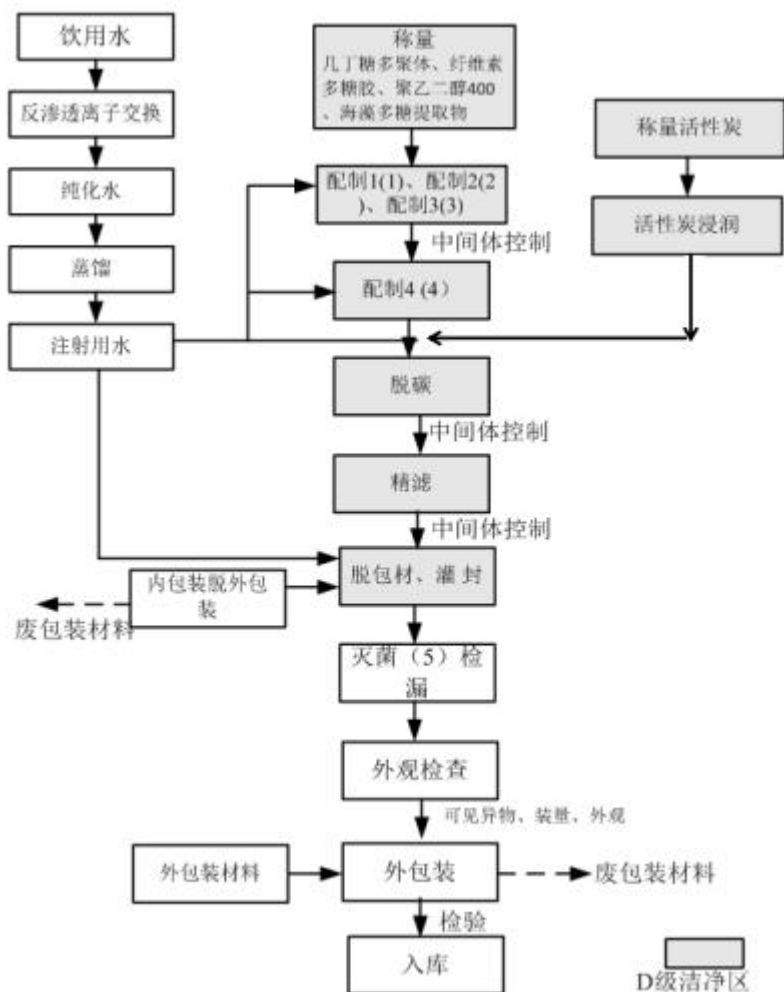 饮用水
反渗透离子交换
纯化水
蒸馏
注射用水
称量
几丁糖多聚体、纤维素
多糖胶、聚乙二醇400
、海藻多糖提取物
配制1(1)、配制2(2
)、配制3(3)
中间体控制
配制4 (4）
称量活性炭
活性炭浸润
脱碳
中间体控制
精滤
中间体控制
脱包材、灌 封
内包装脱外包
装
废包装材料
灭菌（5）检
漏
外观检查
可见异物、装量、外观
外包装材料
外包装
废包装材料
检验
入库
D级洁净区